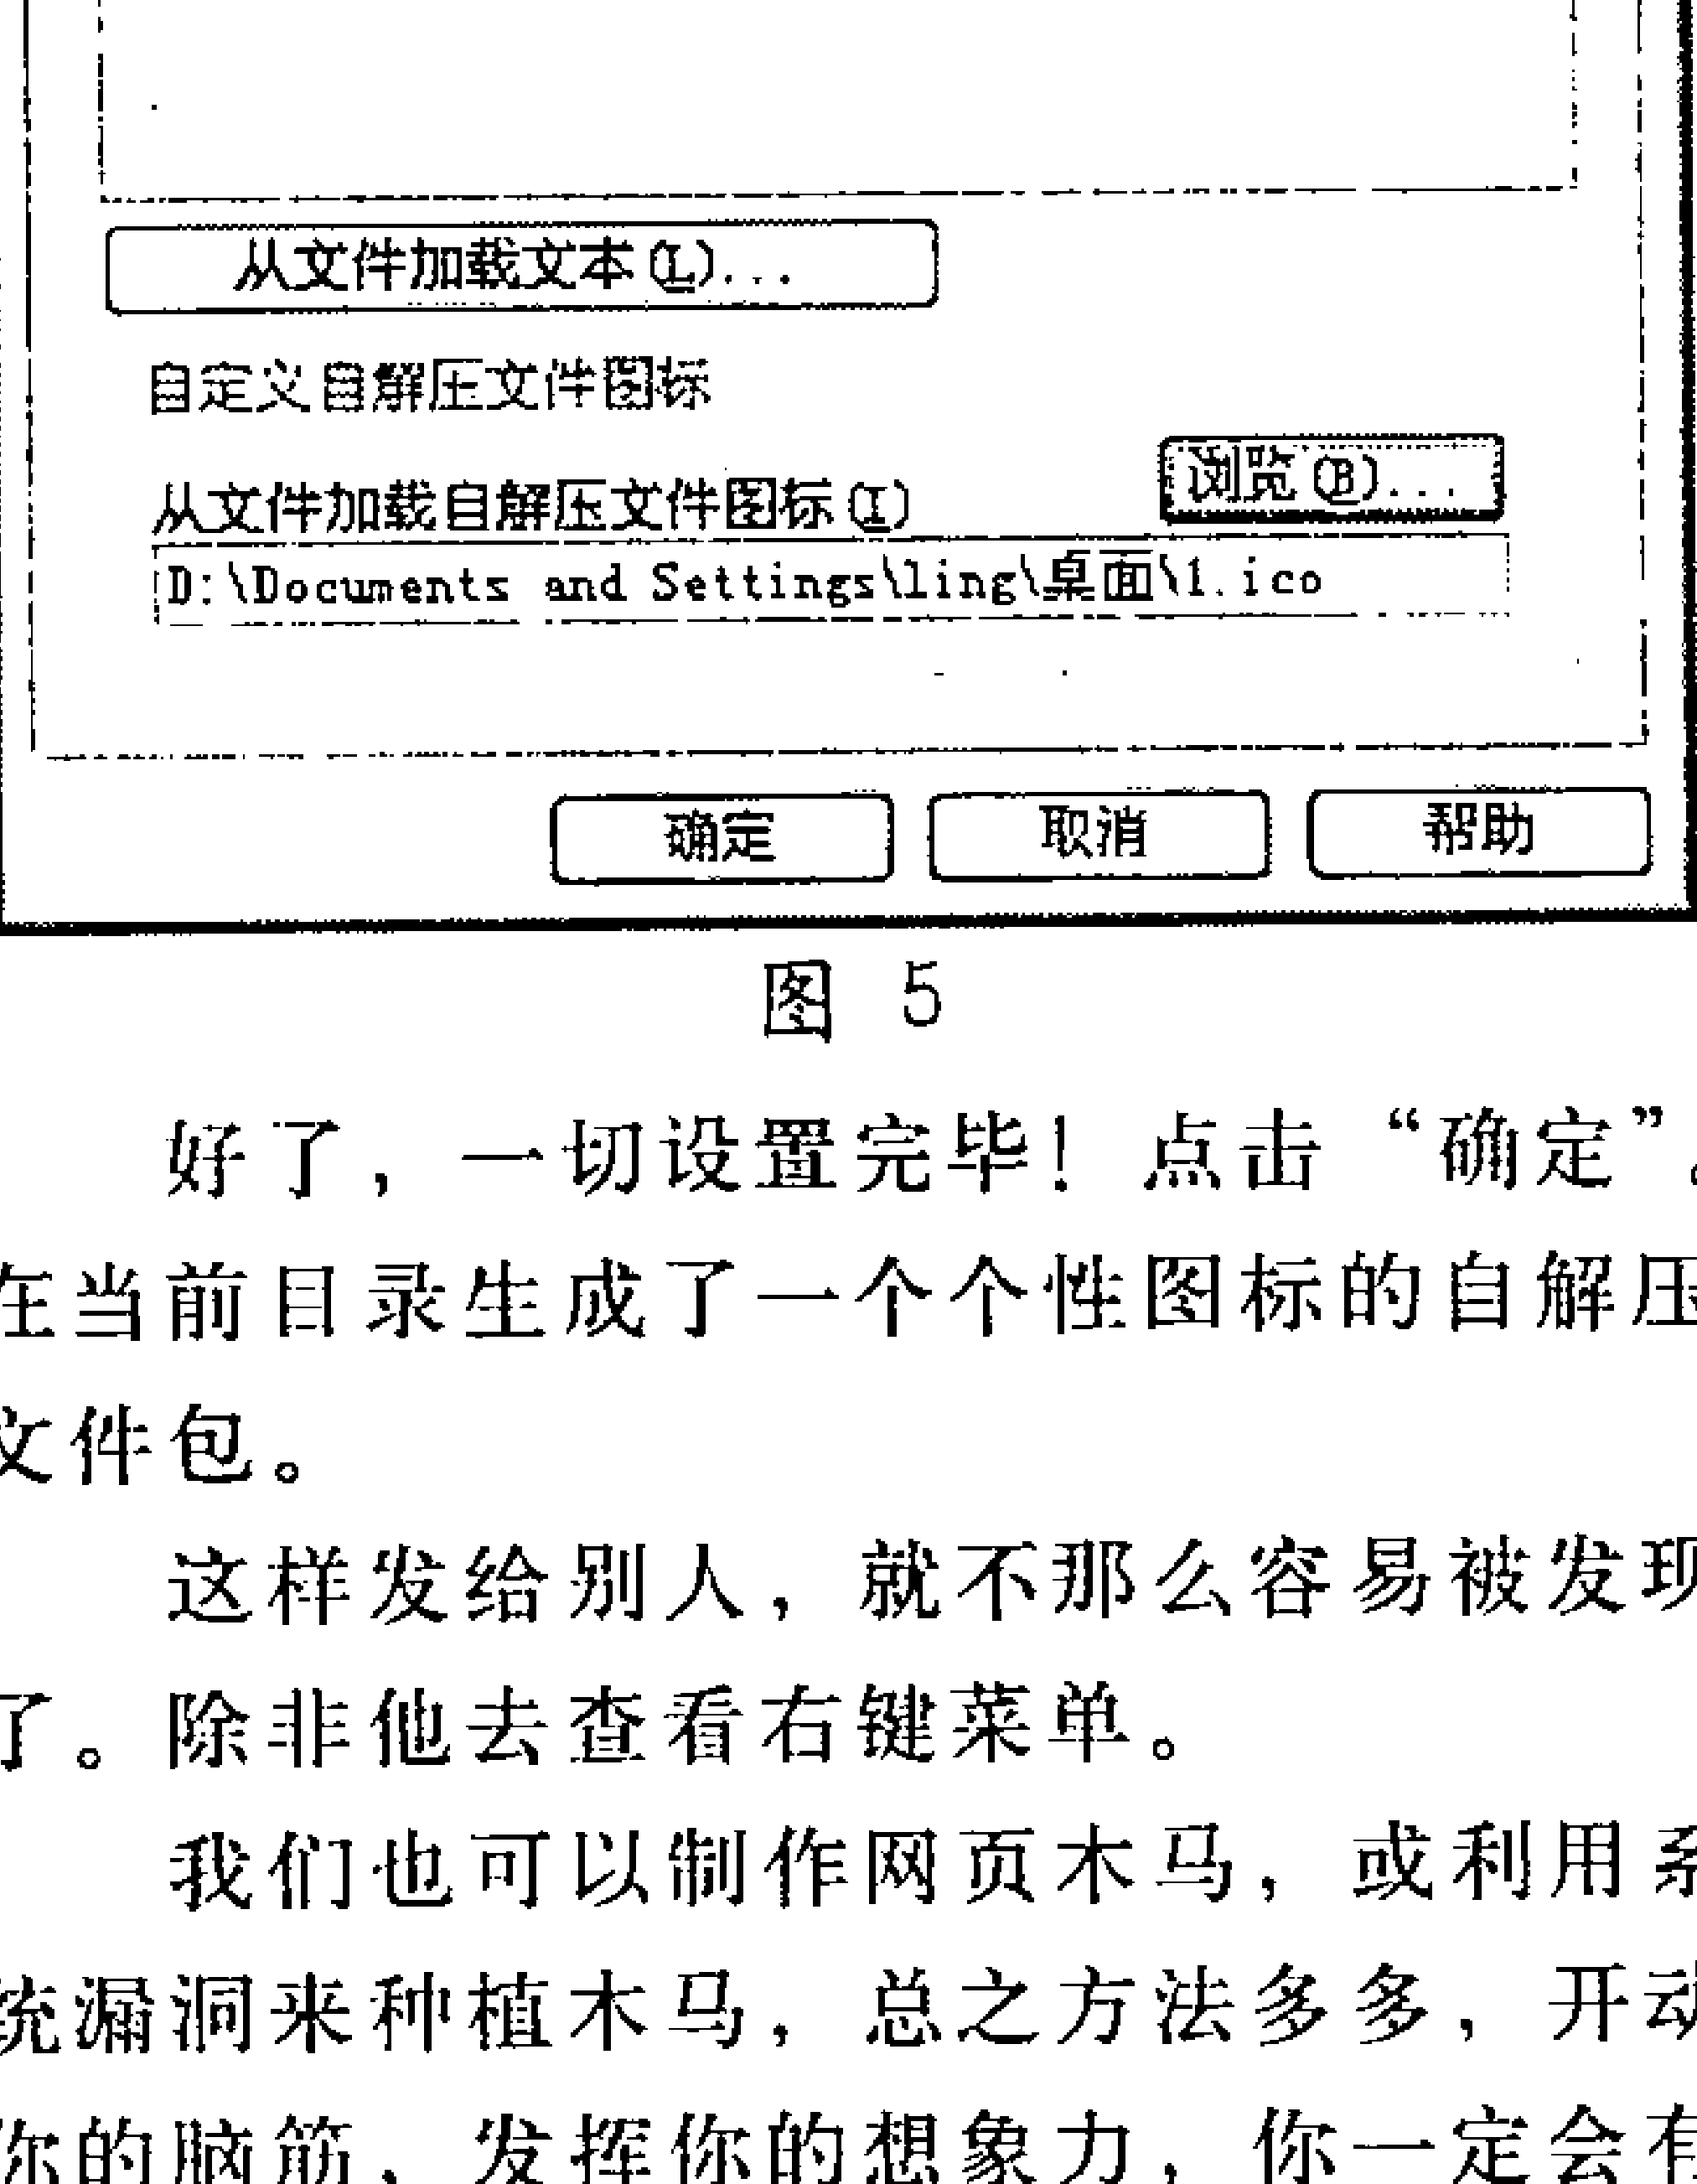 从文件加载文本(L)...
自定义自解压文件图标
浏览(B)...
从文件加载自解压文件图标(I)
D:\Documents and Settings\ling\桌面\1.ico
确定 取消 帮助
图 5
好了，一切设置完毕！点击“确定”。
在当前目录生成了一个个性图标的自解压
文件包。
这样发给别人，就不那么容易被发现
了。除非他去查看右键菜单。
我们也可以制作网页木马，或利用系
统漏洞来种植木马，总之方法多多，开动
你的脑筋，发挥你的想象力，你一定会有